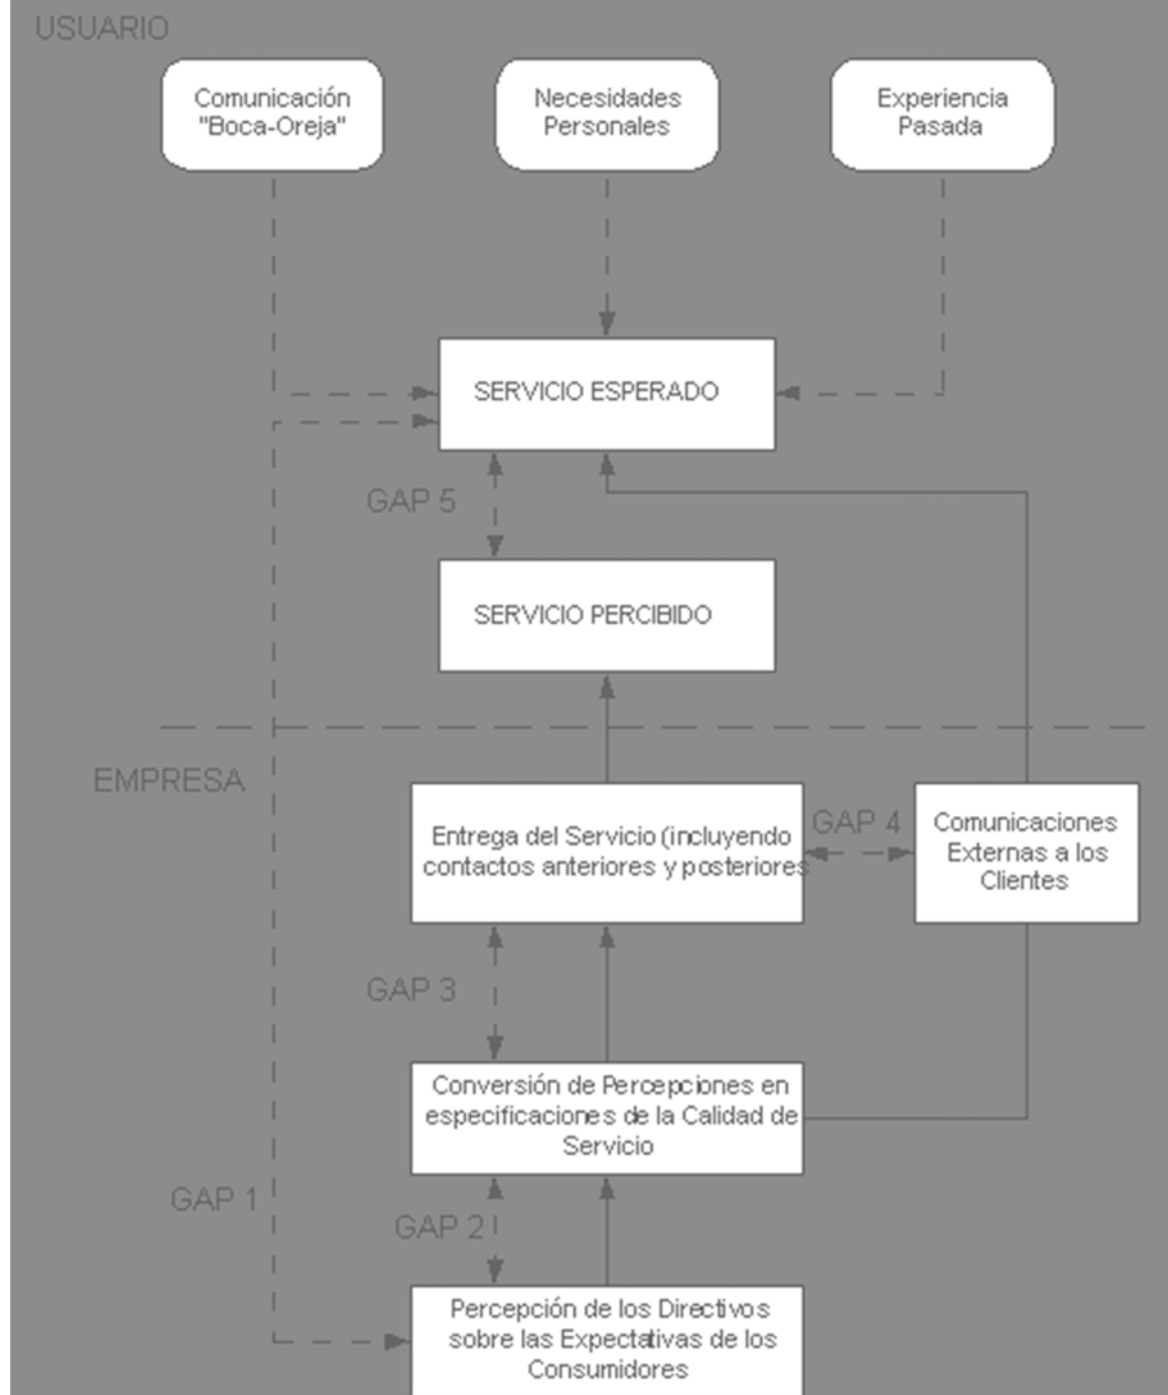 USUARIO
Comunicación
"Boca-Oreja"
Necesidades
Personales
Experiencia
Pasada
SERVICIO ESPERADO
GAP 5
SERVICIO PERCIBIDO
EMPRESA
Entrega del Servicio (incluyendo
contactos anteriores y posteriores
GAP 4
Comunicaciones
Externas a los
Clientes
GAP 3
Conversión de Percepciones en
especificaciones de la Calidad de
Servicio
GAP 1
GAP 2
Percepción de los Directivos
sobre las Expectativas de los
Consumidores